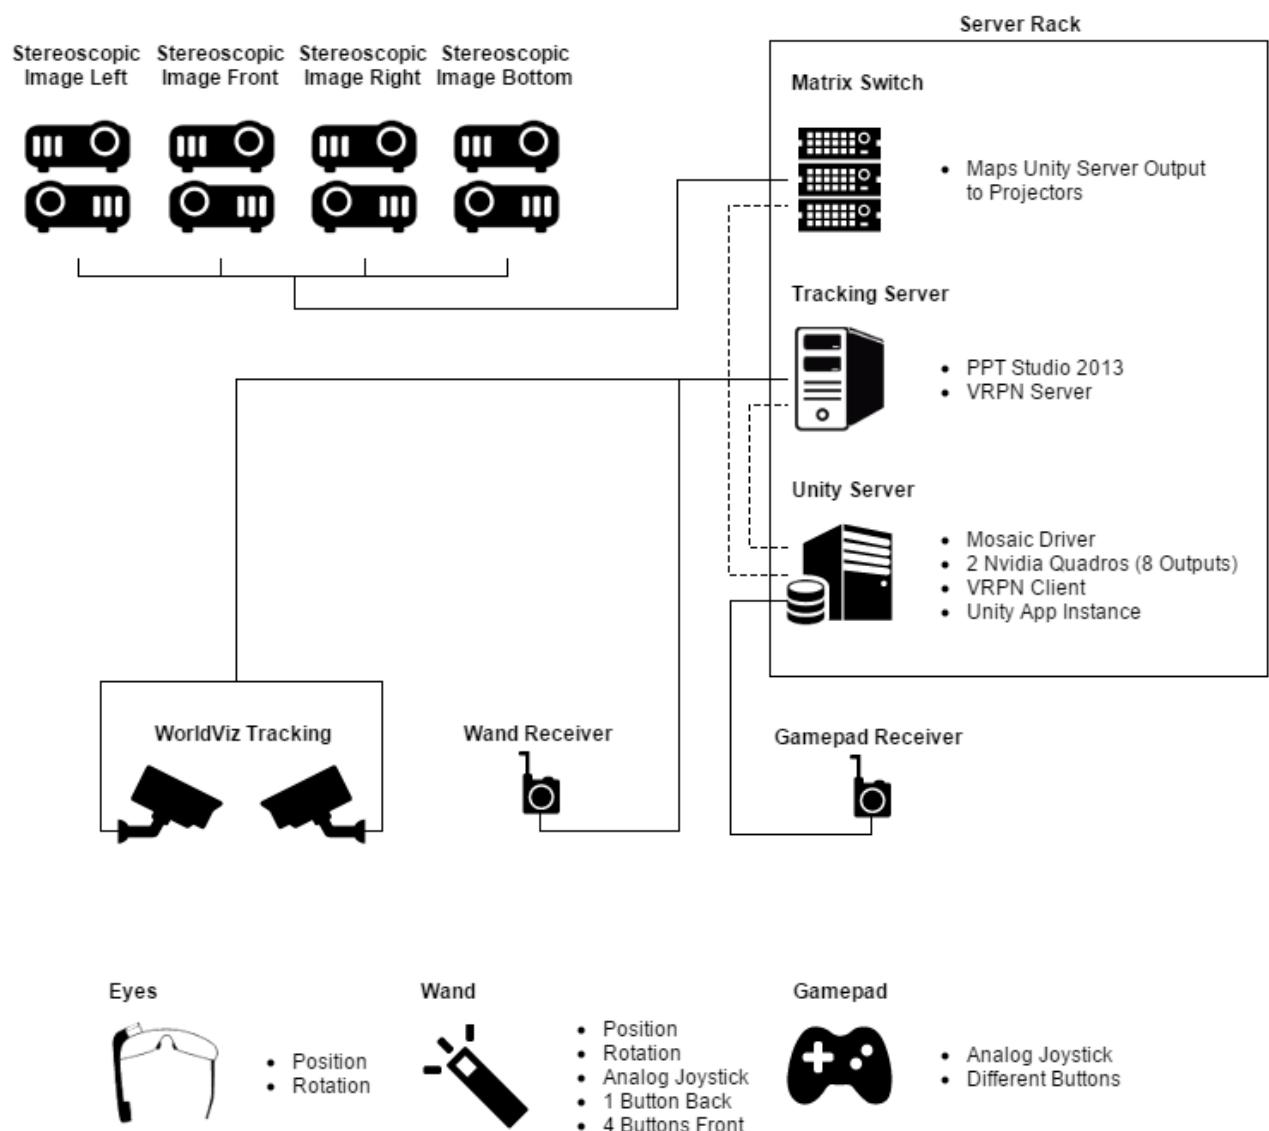 Server Rack
Stereoscopic Image Left
Stereoscopic Image Front
Stereoscopic Image Right
Stereoscopic Image Bottom
Matrix Switch
• Maps Unity Server Output
to Projectors
Tracking Server
• PPT Studio 2013
• VRPN Server
Unity Server
• Mosaic Driver
• 2 Nvidia Quadros (8 Outputs)
• VRPN Client
• Unity App Instance
WorldViz Tracking
Wand Receiver
Gamepad Receiver
Eyes
• Position
• Rotation
Wand
• Position
• Rotation
• Analog Joystick
• 1 Button Back
• 4 Buttons Front
Gamepad
• Analog Joystick
• Different Buttons